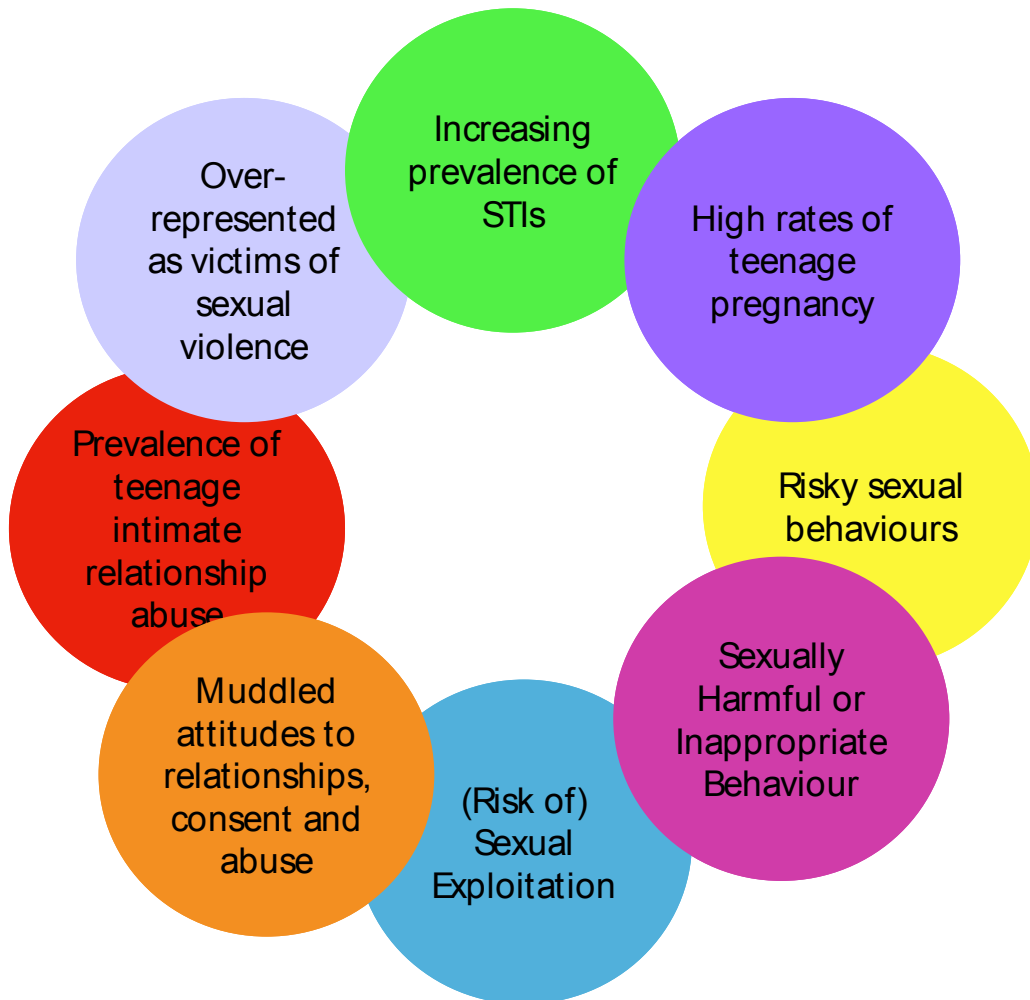 Increasing
prevalence of
STIs
High rates of
teenage
pregnancy
Risky sexual
behaviours
Sexually
Harmful or
Inappropriate
Behaviour
(Risk of)
Sexual
Exploitation
Muddled
attitudes to
relationships,
consent and
abuse
Prevalence of
teenage
intimate
relationship
abuse
Over-
represented
as victims of
sexual
violence